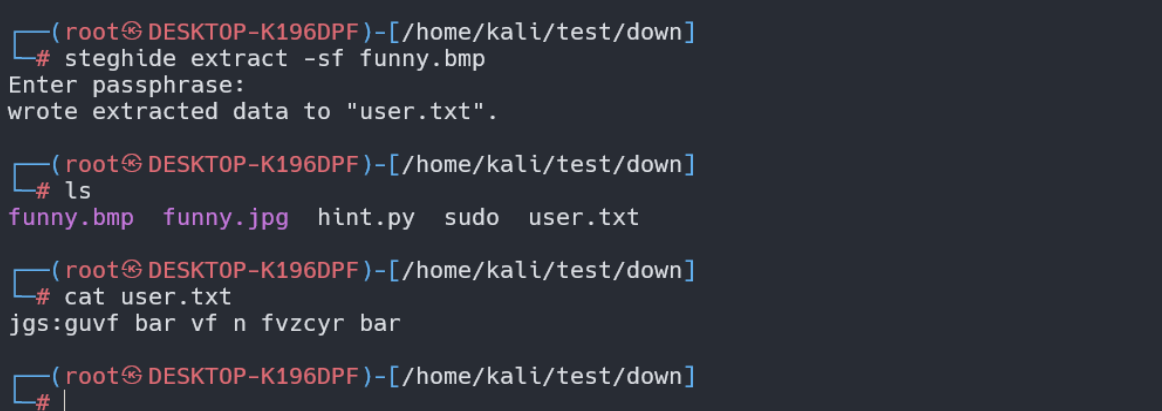 ┌──(root㉿DESKTOP-K196DPF)-[/home/kali/test/down]
└─# steghide extract -sf funny.bmp
Enter passphrase:
wrote extracted data to "user.txt".
┌──(root㉿DESKTOP-K196DPF)-[/home/kali/test/down]
└─# ls
funny.bmp  funny.jpg  hint.py  sudo  user.txt
┌──(root㉿DESKTOP-K196DPF)-[/home/kali/test/down]
└─# cat user.txt
jgs:guvf bar vf n fvzcyr bar
┌──(root㉿DESKTOP-K196DPF)-[/home/kali/test/down]
└─#